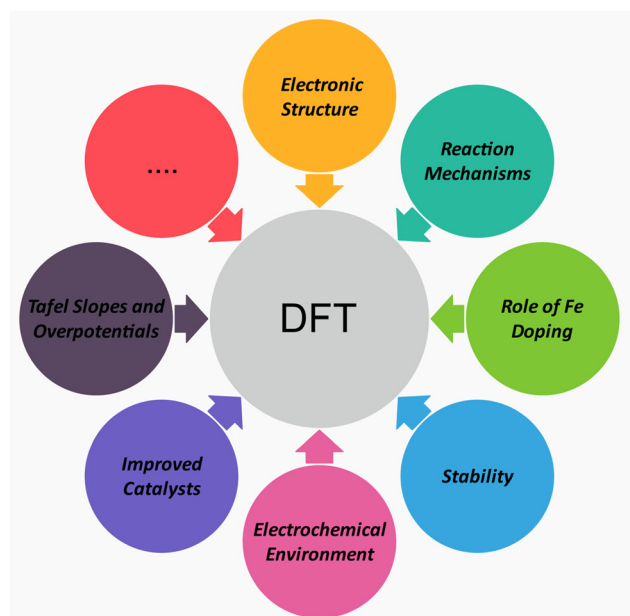 Electronic
Structure
Reaction
Mechanisms
Role of Fe
Doping
Stability
Electrochemical
Environment
Improved
Catalysts
Tafel Slopes and
Overpotentials
....
DFT